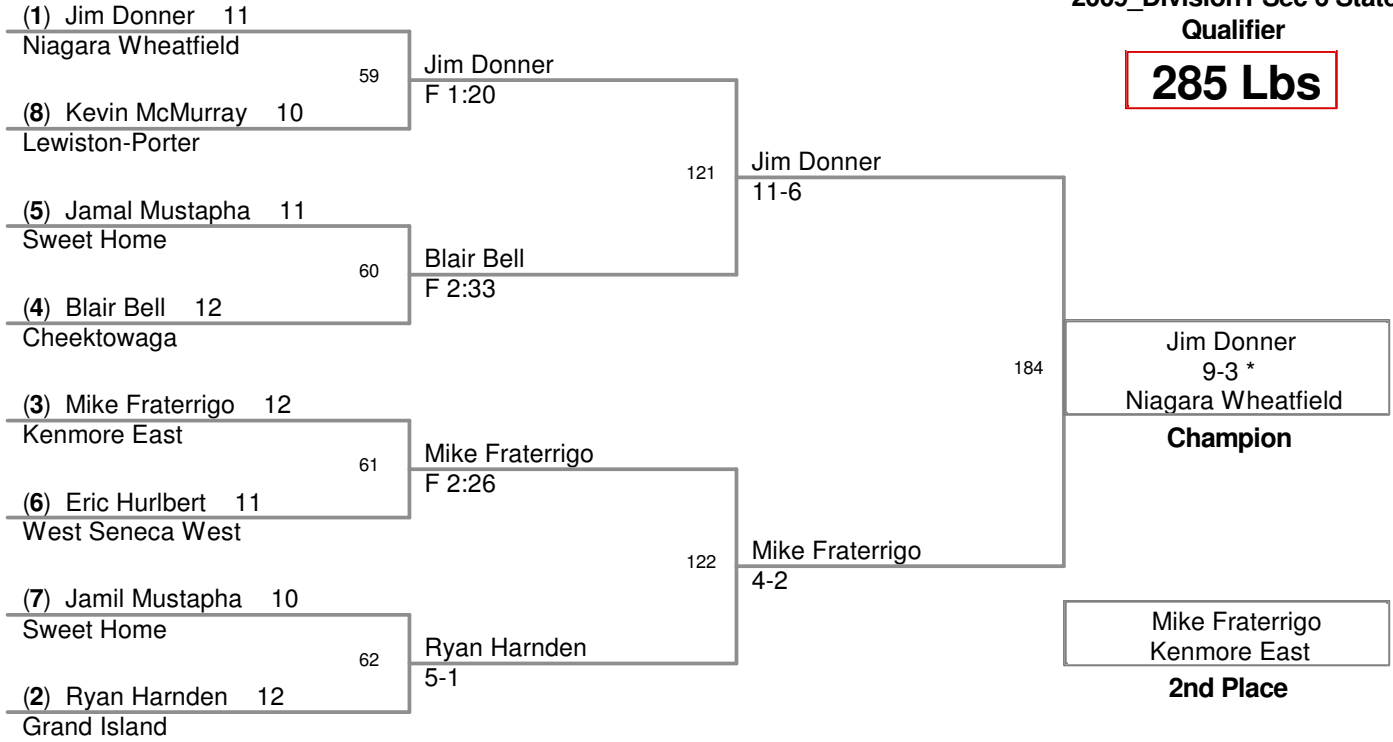 Qualifier
285 Lbs
(1) Jim Donner 11
Niagara Wheatfield
59
(8) Kevin McMurray 10
Lewiston-Porter
(5) Jamal Mustapha 11
Sweet Home
60
(4) Blair Bell 12
Cheektowaga
(3) Mike Fraterrigo 12
Kenmore East
61
(6) Eric Hurlbert 11
West Seneca West
(7) Jamil Mustapha 10
Sweet Home
62
(2) Ryan Harnden 12
Grand Island
Jim Donner
F 1:20
121
Blair Bell
F 2:33
Mike Fraterrigo
F 2:26
122
Ryan Harnden
5-1
Jim Donner
11-6
184
Mike Fraterrigo
4-2
Jim Donner
9-3 *
Niagara Wheatfield
Champion
Mike Fraterrigo
Kenmore East
2nd Place